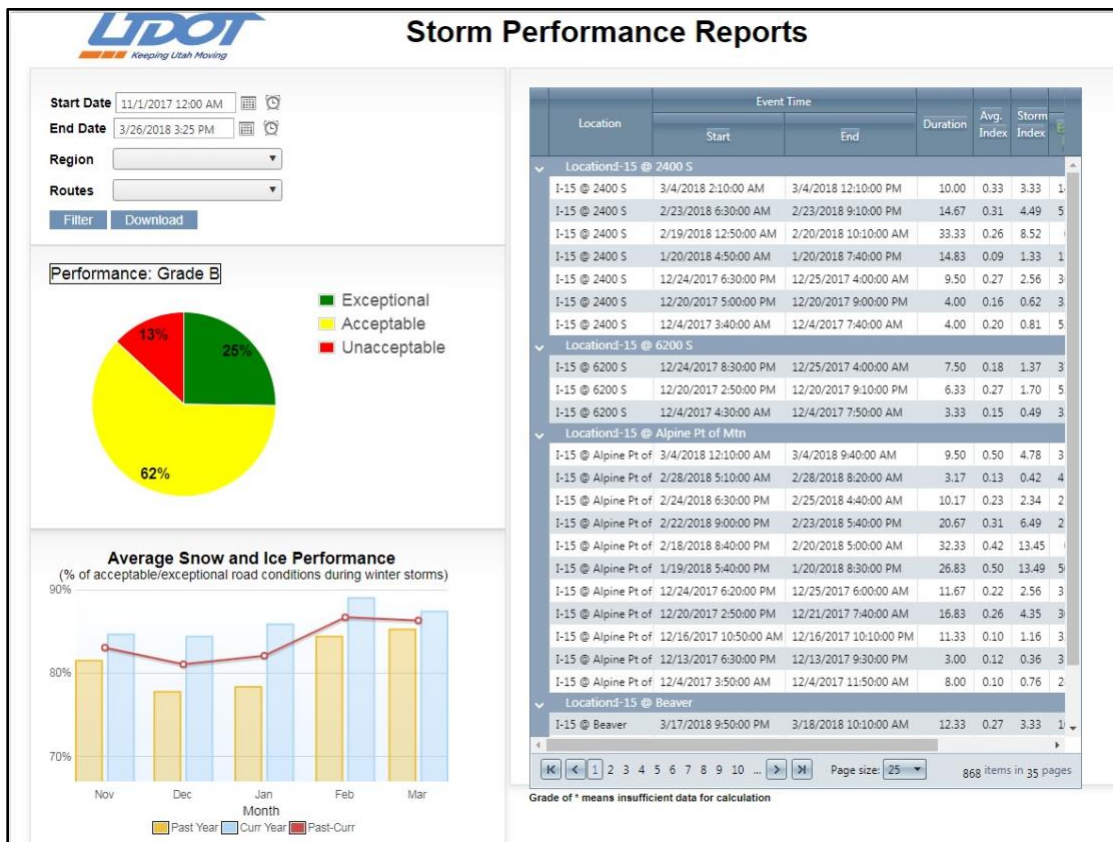 UDOT
Keeping Utah Moving
Storm Performance Reports
Start Date 11/1/2017 12:00 AM
End Date 3/26/2018 3:25 PM
Region
Routes
Filter Download
Performance: Grade B
Exceptional
Acceptable
Unacceptable
13%
25%
62%
Average Snow and Ice Performance
(% of acceptable/exceptional road conditions during winter storms)
90%
80%
70%
Nov Dec Jan Feb Mar
Month
Past Year Curr Year Past-Curr
Event Time
Location Start End Duration Avg. Index Storm Index
Location:I-15 @ 2400 S
I-15 @ 2400 S 3/4/2018 2:10:00 AM 3/4/2018 12:10:00 PM 10.00 0.33 3.33
I-15 @ 2400 S 2/23/2018 6:30:00 AM 2/23/2018 9:10:00 PM 14.67 0.31 4.49
I-15 @ 2400 S 2/19/2018 12:50:00 AM 2/20/2018 10:10:00 AM 33.33 0.26 8.52
I-15 @ 2400 S 1/20/2018 4:50:00 AM 1/20/2018 7:40:00 PM 14.83 0.09 1.33
I-15 @ 2400 S 12/24/2017 6:30:00 PM 12/25/2017 4:00:00 AM 9.50 0.27 2.56
I-15 @ 2400 S 12/20/2017 5:00:00 PM 12/20/2017 9:00:00 PM 4.00 0.16 0.62
I-15 @ 2400 S 12/4/2017 3:40:00 AM 12/4/2017 7:40:00 AM 4.00 0.20 0.81
Location:I-15 @ 6200 S
I-15 @ 6200 S 12/24/2017 8:30:00 PM 12/25/2017 4:00:00 AM 7.50 0.18 1.37
I-15 @ 6200 S 12/20/2017 2:50:00 PM 12/20/2017 9:10:00 PM 6.33 0.27 1.70
I-15 @ 6200 S 12/4/2017 4:30:00 AM 12/4/2017 7:50:00 AM 3.33 0.15 0.49
Location:I-15 @ Alpine Pt of Mtn
I-15 @ Alpine Pt of 3/4/2018 12:10:00 AM 3/4/2018 9:40:00 AM 9.50 0.50 4.78
I-15 @ Alpine Pt of 2/28/2018 5:10:00 AM 2/28/2018 8:20:00 AM 3.17 0.13 0.42
I-15 @ Alpine Pt of 2/24/2018 6:30:00 PM 2/25/2018 4:40:00 AM 10.17 0.23 2.34
I-15 @ Alpine Pt of 2/22/2018 9:00:00 PM 2/23/2018 5:40:00 PM 20.67 0.31 6.49
I-15 @ Alpine Pt of 2/18/2018 8:40:00 PM 2/20/2018 5:00:00 AM 32.33 0.42 13.45
I-15 @ Alpine Pt of 1/19/2018 5:40:00 PM 1/20/2018 8:30:00 PM 26.83 0.50 13.49
I-15 @ Alpine Pt of 12/24/2017 6:20:00 PM 12/25/2017 6:00:00 AM 11.67 0.22 2.56
I-15 @ Alpine Pt of 12/20/2017 2:50:00 PM 12/21/2017 7:40:00 AM 16.83 0.26 4.35
I-15 @ Alpine Pt of 12/16/2017 10:50:00 AM 12/16/2017 10:10:00 PM 11.33 0.10 1.16
I-15 @ Alpine Pt of 12/13/2017 6:30:00 PM 12/13/2017 9:30:00 PM 3.00 0.12 0.36
I-15 @ Alpine Pt of 12/4/2017 3:50:00 AM 12/4/2017 11:50:00 AM 8.00 0.10 0.76
Location:I-15 @ Beaver
I-15 @ Beaver 3/17/2018 9:50:00 PM 3/18/2018 10:10:00 AM 12.33 0.27 3.33
1 2 3 4 5 6 7 8 9 10 ... Page size: 25 868 items in 35 pages
Grade of * means insufficient data for calculation